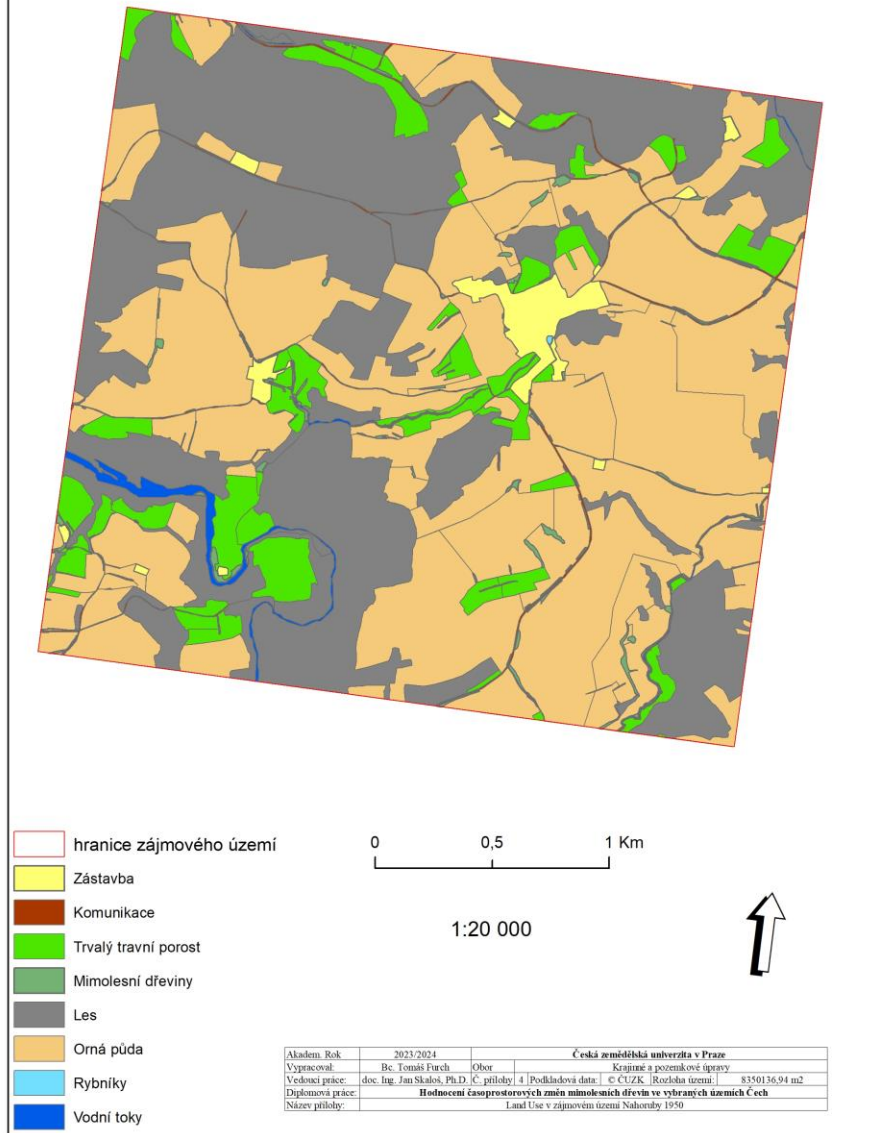 hranice zájmového území
Zástavba
Komunikace
Trvalý travní porost
Mimolesní dřeviny
Les
Orná půda
Rybníky
Vodní toky
0 0,5 1 Km
1:20 000
Akadem. Rok 2023/2024 Česká zemědělská univerzita v Praze
Vypracoval: Bc. Tomáš Furch Obor Krajinné a pozemkové úpravy
Vedoucí práce: doc. Ing. Jan Skaloš, Ph.D. Č. přílohy 4 Podkladová data: © ČÚZK Rozloha území: 8350136,94 m2
Diplomová práce: Hodnocení časoprostorových změn mimolesních dřevin ve vybraných územích Čech
Název přílohy: Land Use v zájmovém území Nahoruby 1950